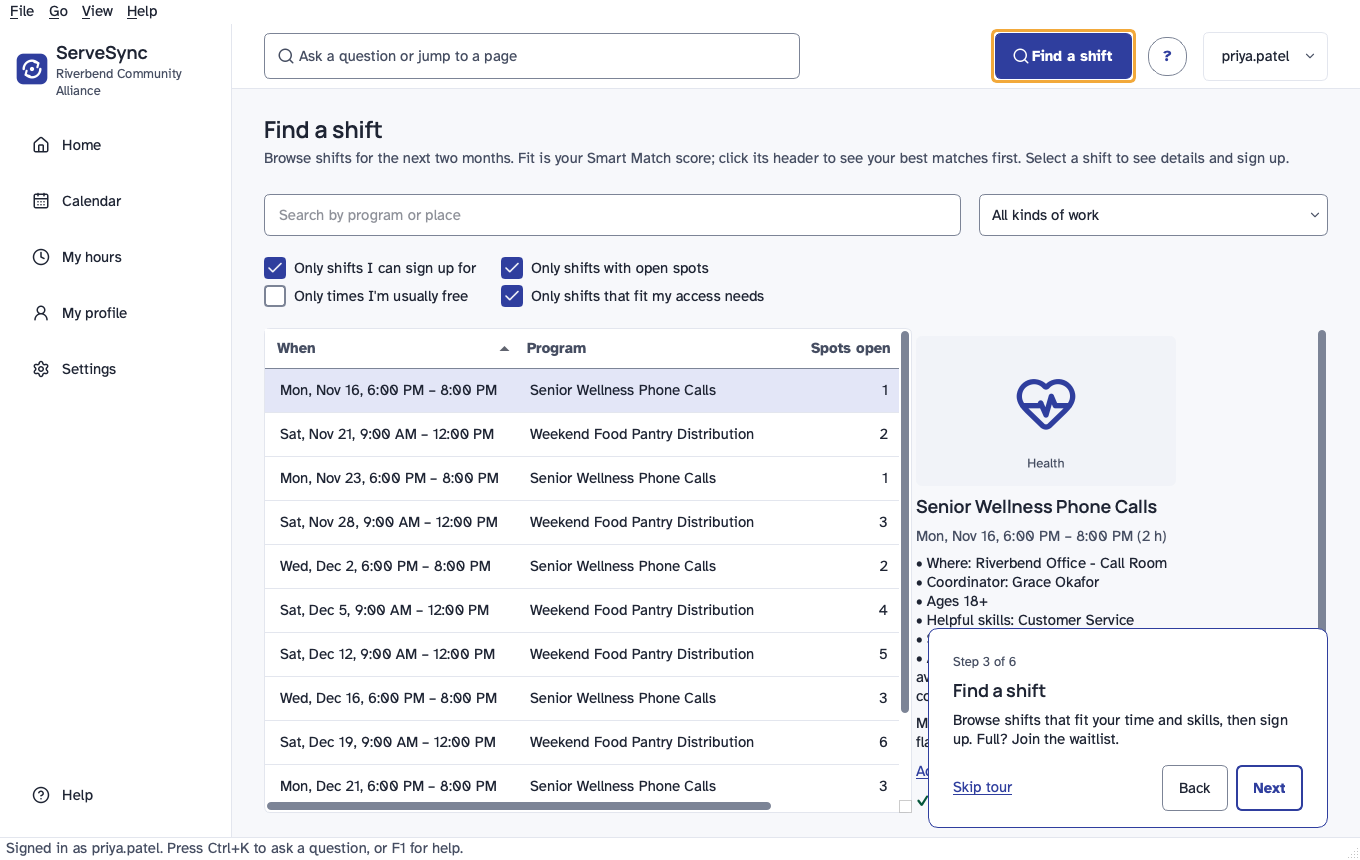 File Go View Help
ServeSync
Riverbend Community
Alliance
Ask a question or jump to a page
Find a shift
?
priya.patel
Home
Calendar
My hours
My profile
Settings
Help
Find a shift
Browse shifts for the next two months. Fit is your Smart Match score; click its header to see your best matches first. Select a shift to see details and sign up.
Search by program or place
All kinds of work
Only shifts I can sign up for
Only shifts with open spots
Only times I'm usually free
Only shifts that fit my access needs
When Program Spots open
Mon, Nov 16, 6:00 PM – 8:00 PM Senior Wellness Phone Calls 1
Sat, Nov 21, 9:00 AM – 12:00 PM Weekend Food Pantry Distribution 2
Mon, Nov 23, 6:00 PM – 8:00 PM Senior Wellness Phone Calls 1
Sat, Nov 28, 9:00 AM – 12:00 PM Weekend Food Pantry Distribution 3
Wed, Dec 2, 6:00 PM – 8:00 PM Senior Wellness Phone Calls 2
Sat, Dec 5, 9:00 AM – 12:00 PM Weekend Food Pantry Distribution 4
Sat, Dec 12, 9:00 AM – 12:00 PM Weekend Food Pantry Distribution 5
Wed, Dec 16, 6:00 PM – 8:00 PM Senior Wellness Phone Calls 3
Sat, Dec 19, 9:00 AM – 12:00 PM Weekend Food Pantry Distribution 6
Mon, Dec 21, 6:00 PM – 8:00 PM Senior Wellness Phone Calls 3
Health
Senior Wellness Phone Calls
Mon, Nov 16, 6:00 PM – 8:00 PM (2 h)
• Where: Riverbend Office - Call Room
• Coordinator: Grace Okafor
• Ages 18+
• Helpful skills: Customer Service
Step 3 of 6
Find a shift
Browse shifts that fit your time and skills, then sign
up. Full? Join the waitlist.
Skip tour
Back
Next
Signed in as priya.patel. Press Ctrl+K to ask a question, or F1 for help.